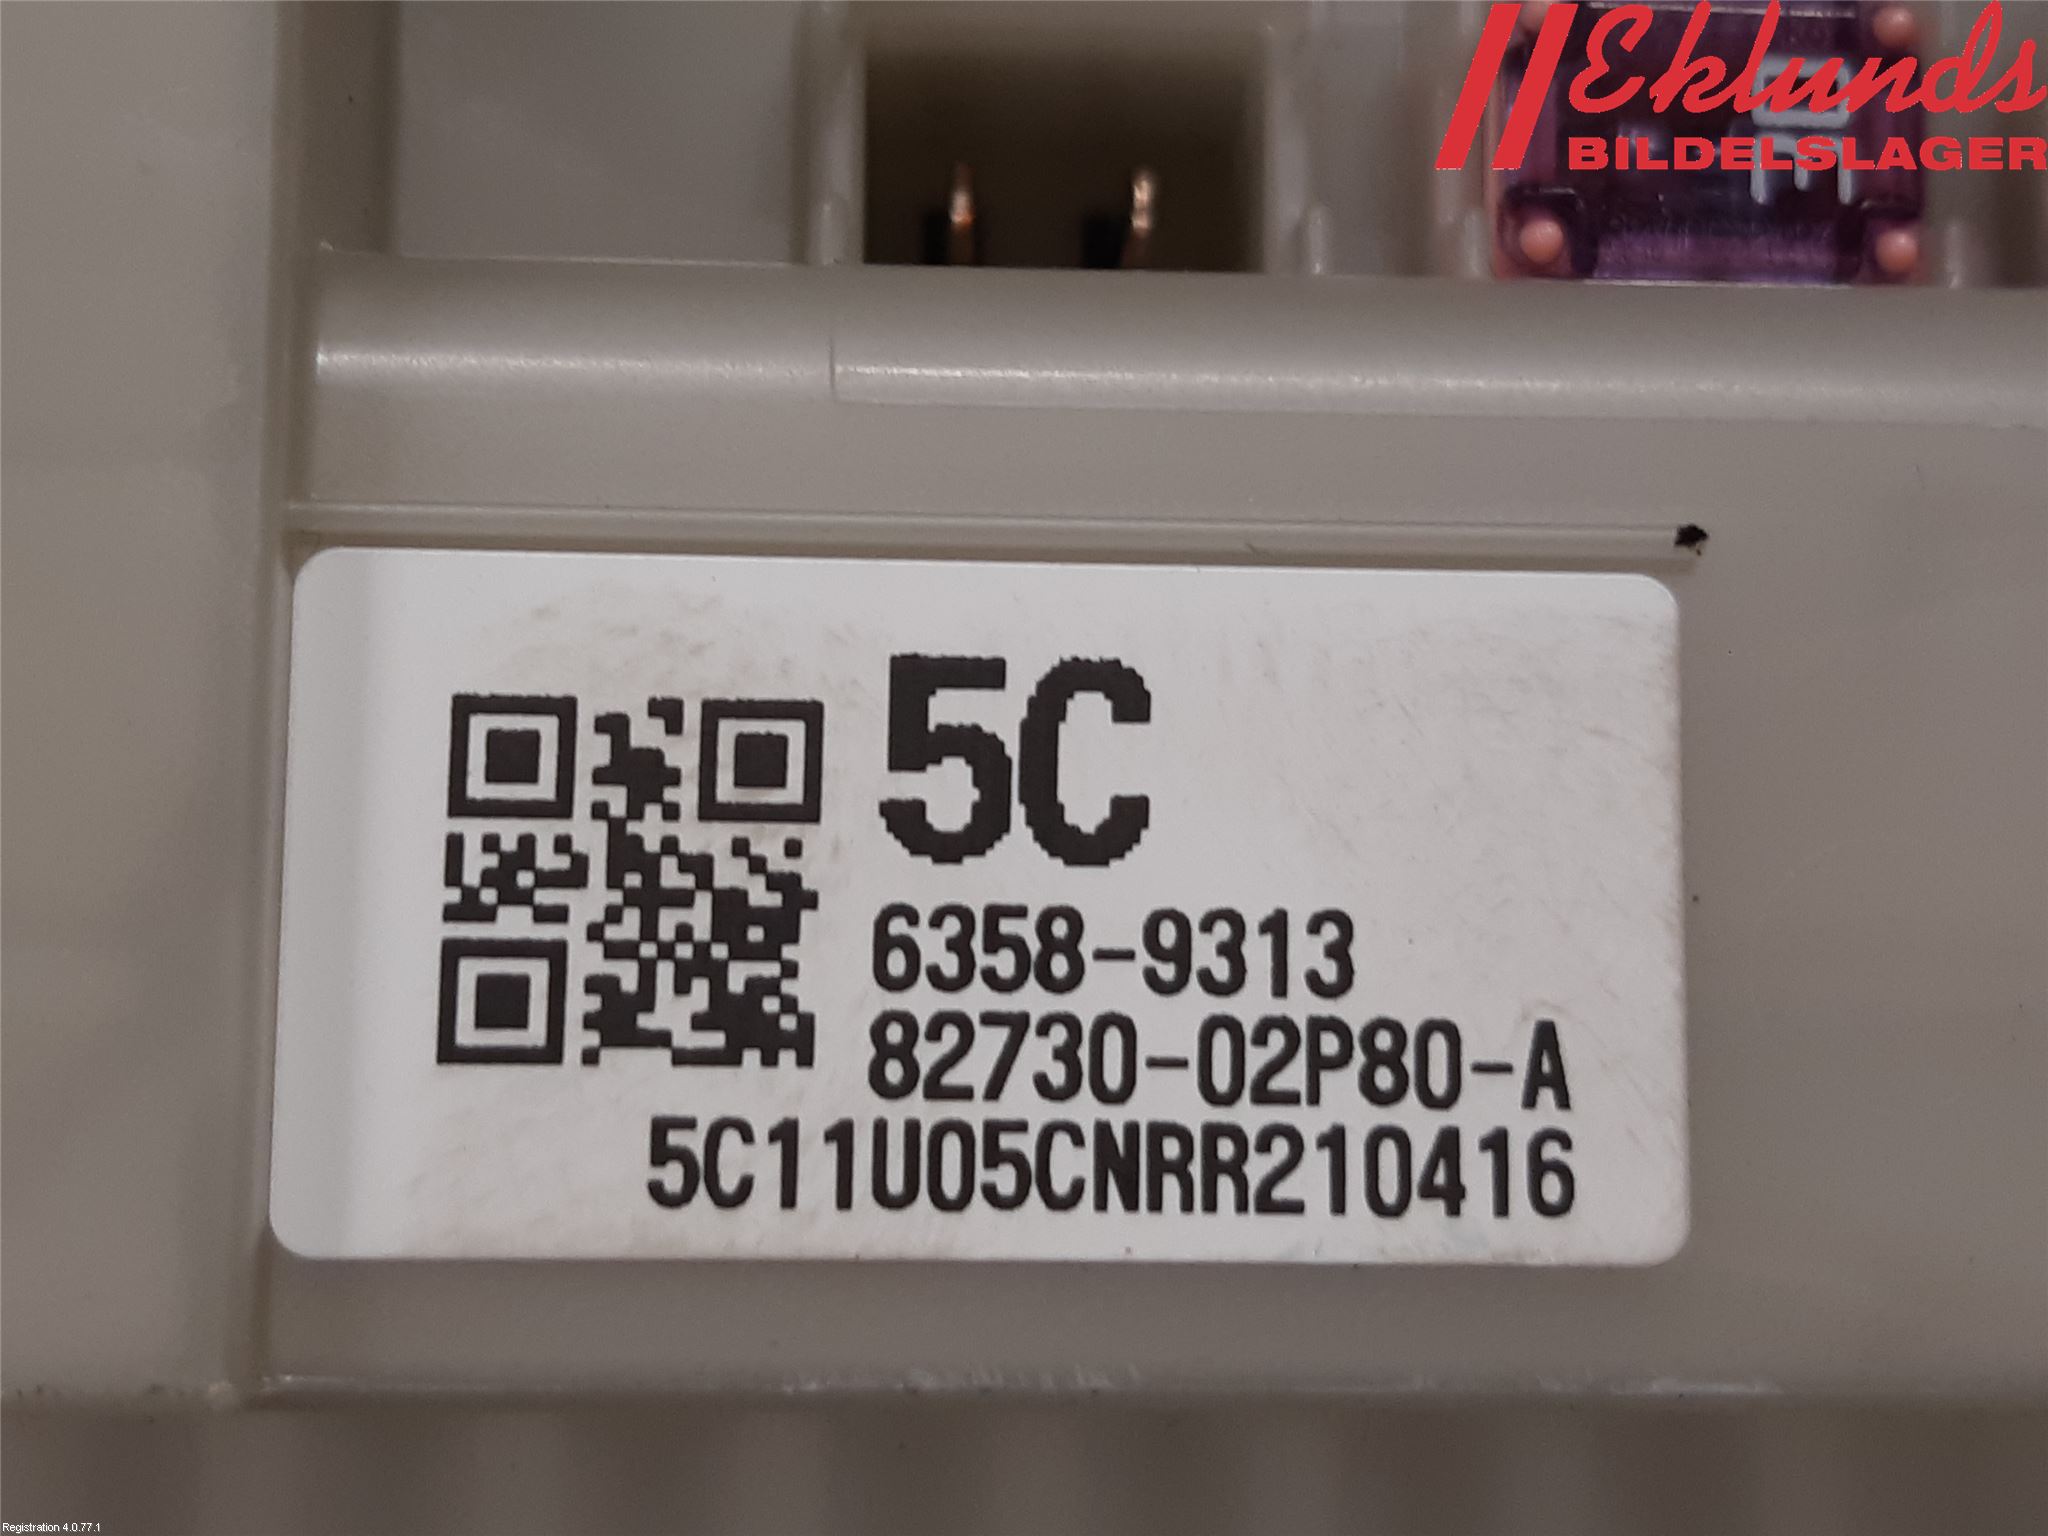 Eklunds
BILDELSLAGER
5C
6358-9313
82730-02P80-A
5C11U05CNRR210416
Registration 4.0.77.1